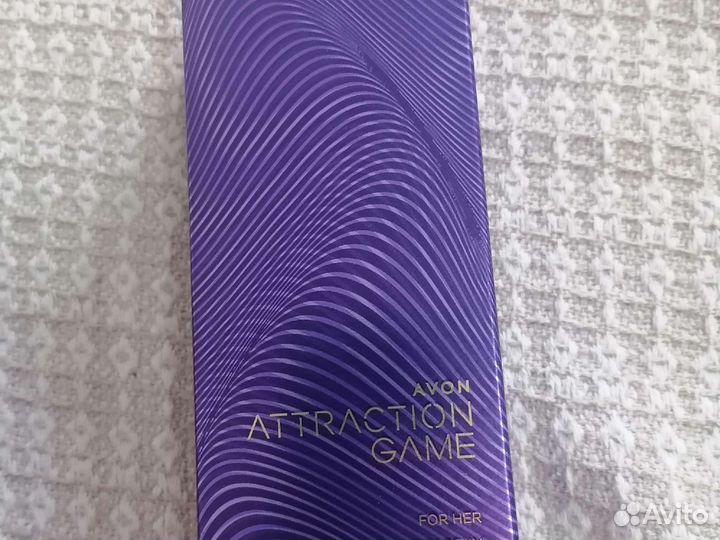 AVON
ATTRACTION
GAME
FOR HER
Avito